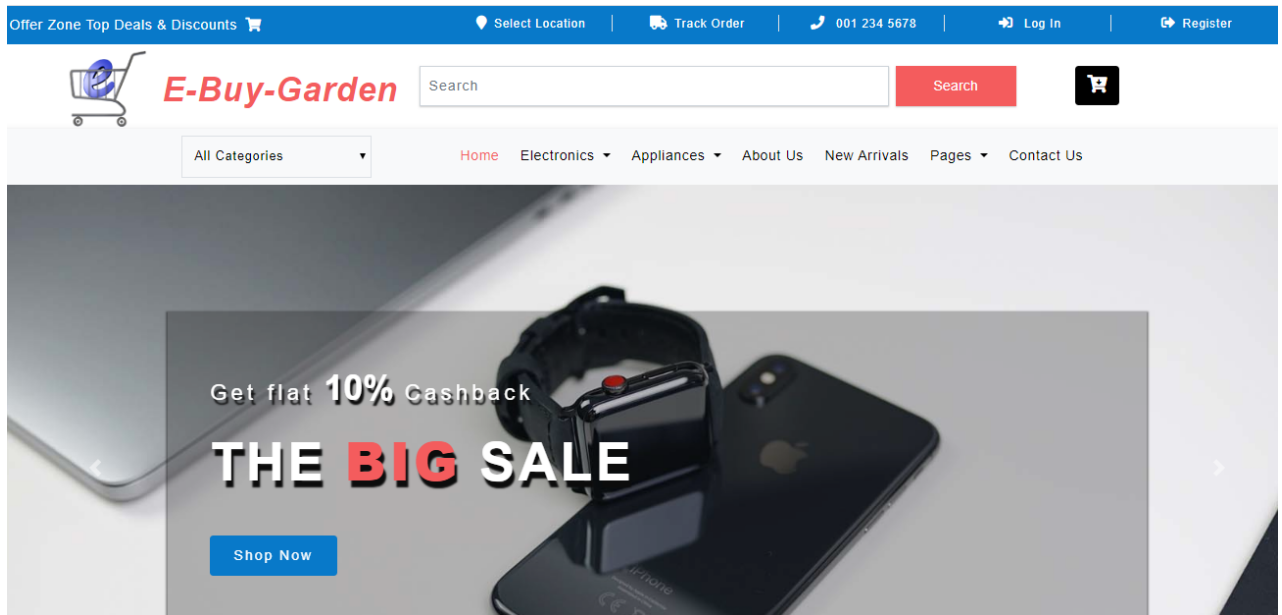 Offer Zone Top Deals & Discounts
Select Location
Track Order
001 234 5678
Log In
Register
E-Buy-Garden
Search
Search
All Categories
Home
Electronics
Appliances
About Us
New Arrivals
Pages
Contact Us
Get flat 10% Cashback
THE BIG SALE
Shop Now
iPhone